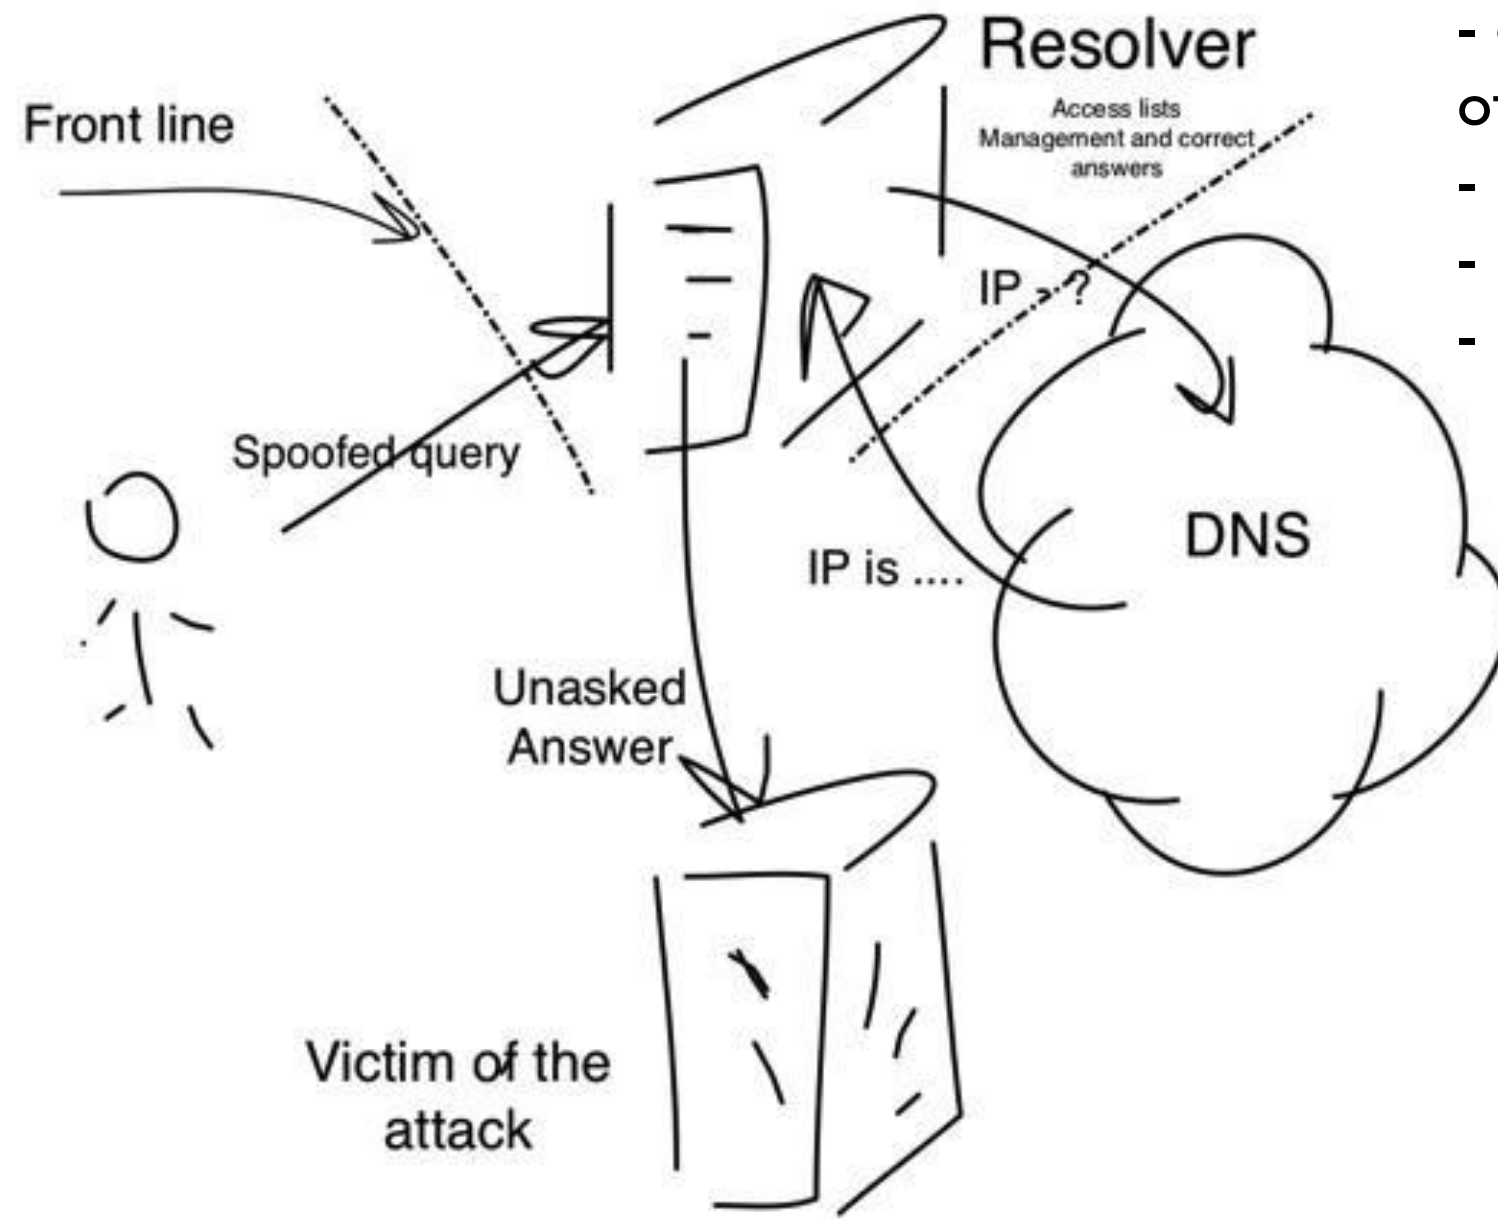 Resolver
Access lists
Management and correct
answers
Front line
IP - ?
Spoofed query
DNS
IP is ....
Unasked
Answer
Victim of the
attack
-
-
-
-